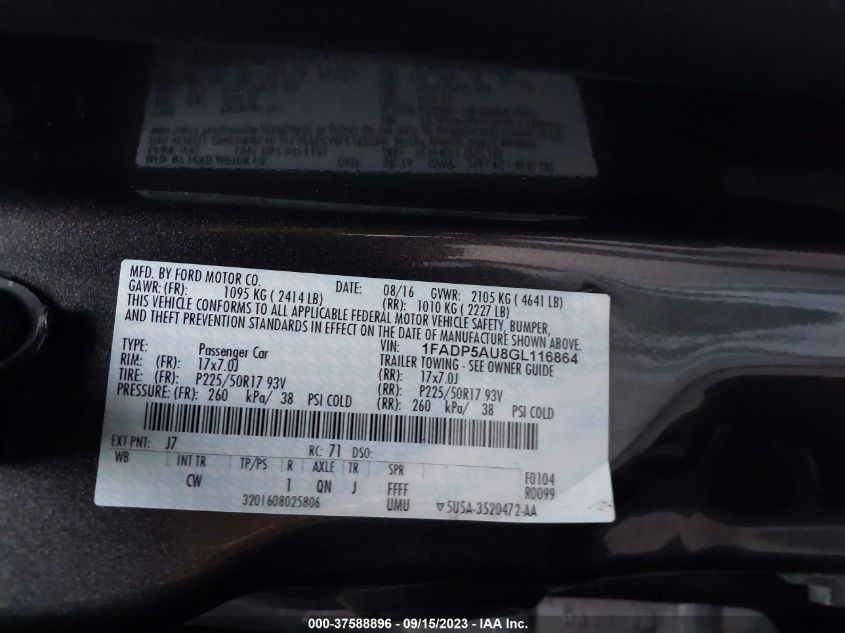 MFD. BY FORD MOTOR CO. DATE: 08/16 GVWR: 2105 KG ( 4641 LB)
GAWR: (FR): 1095 KG ( 2414 LB) (RR): 1010 KG ( 2227 LB)
THIS VEHICLE CONFORMS TO ALL APPLICABLE FEDERAL MOTOR VEHICLE SAFETY, BUMPER,
AND THEFT PREVENTION STANDARDS IN EFFECT ON THE DATE OF MANUFACTURE SHOWN ABOVE.
VIN: 1FADP5AU8GL116864
TYPE: Passenger Car TRAILER TOWING - SEE OWNER GUIDE
RIM: (FR): 17x7.0J (RR): 17x7.0J
TIRE: (FR): P225/50R17 93V (RR): P225/50R17 93V
PRESSURE: (FR): 260 kPa/ 38 PSI COLD (RR): 260 kPa/ 38 PSI COLD
EXT PNT: J7 RC: 71 DSO:
WB INT TR TP/PS R AXLE TR SPR F0104
CW 1 QN J FFFF R0099
3201608025806 UMU ▽5U5A-3520472-AA
000-37588896 - 09/15/2023 - IAA Inc.